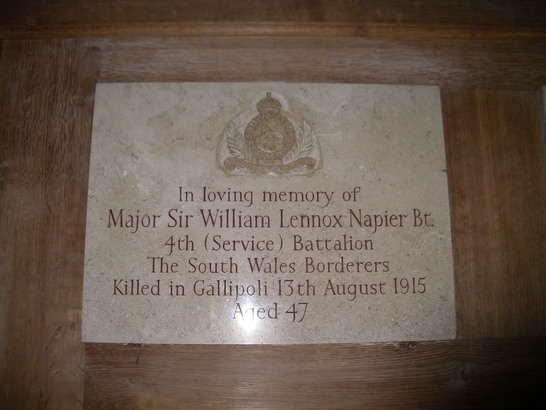 In loving memory of
Major Sir William Lennox Napier Bt.
4th (Service) Battalion
The South Wales Borderers
Killed in Gallipoli 13th August 1915
Aged 47